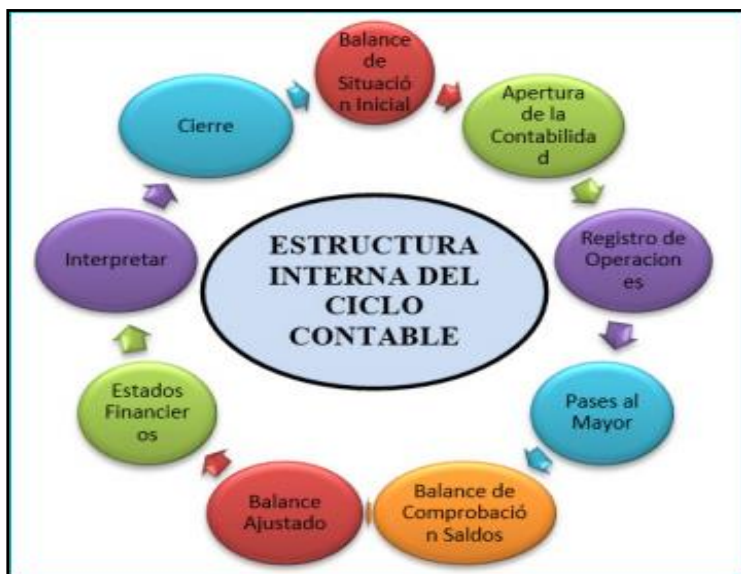 Balance
de
Situació
n Inicial
Apertura
de la
Contabilida
d
Registro de
Operacion
es
Pases al
Mayor
Balance de
Comprobació
n Saldos
Balance
Ajustado
Estados
Financier
os
Interpretar
Cierre
ESTRUCTURA
INTERNA DEL
CICLO
CONTABLE